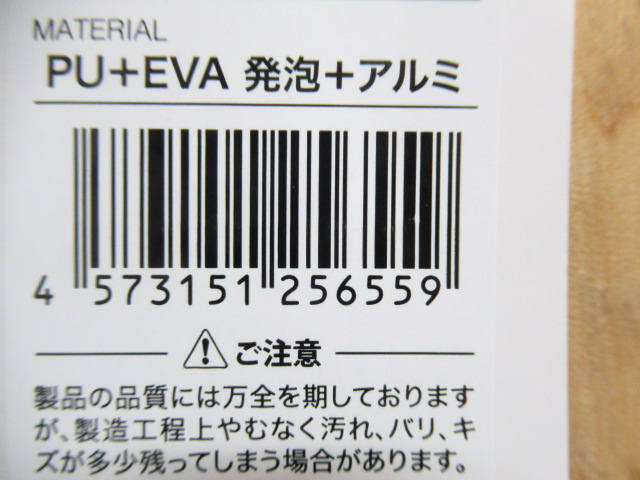 MATERIAL
PU+EVA 発泡+アルミ
4 573151 256559
ご注意
製品の品質には万全を期しております
が、製造工程上やむなく汚れ、バリ、キ
ズが多少残ってしまう場合があります。